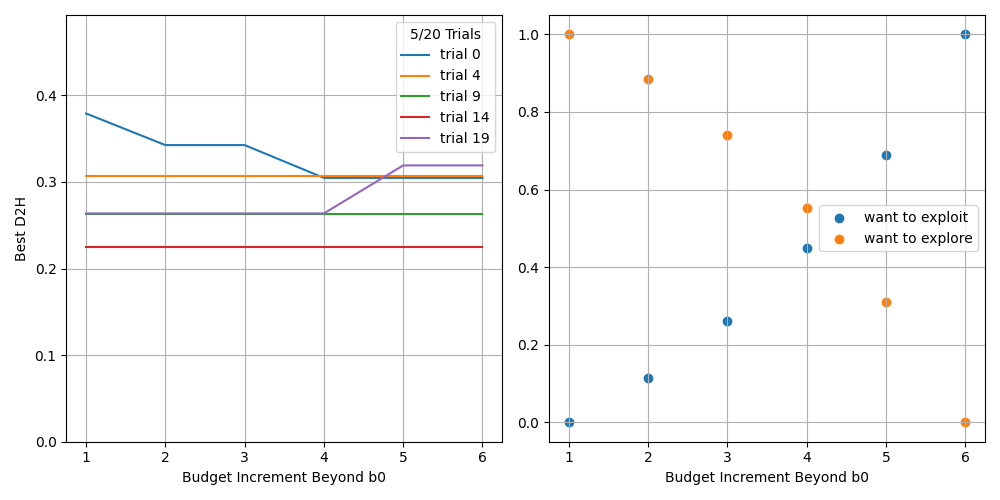 5/20 Trials
trial 0
trial 4
trial 9
trial 14
trial 19
Best D2H
0.4
0.3
0.2
0.1
0.0
1 2 3 4 5 6
Budget Increment Beyond b0
1.0
0.8
0.6
0.4
0.2
0.0
want to exploit
want to explore
1 2 3 4 5 6
Budget Increment Beyond b0